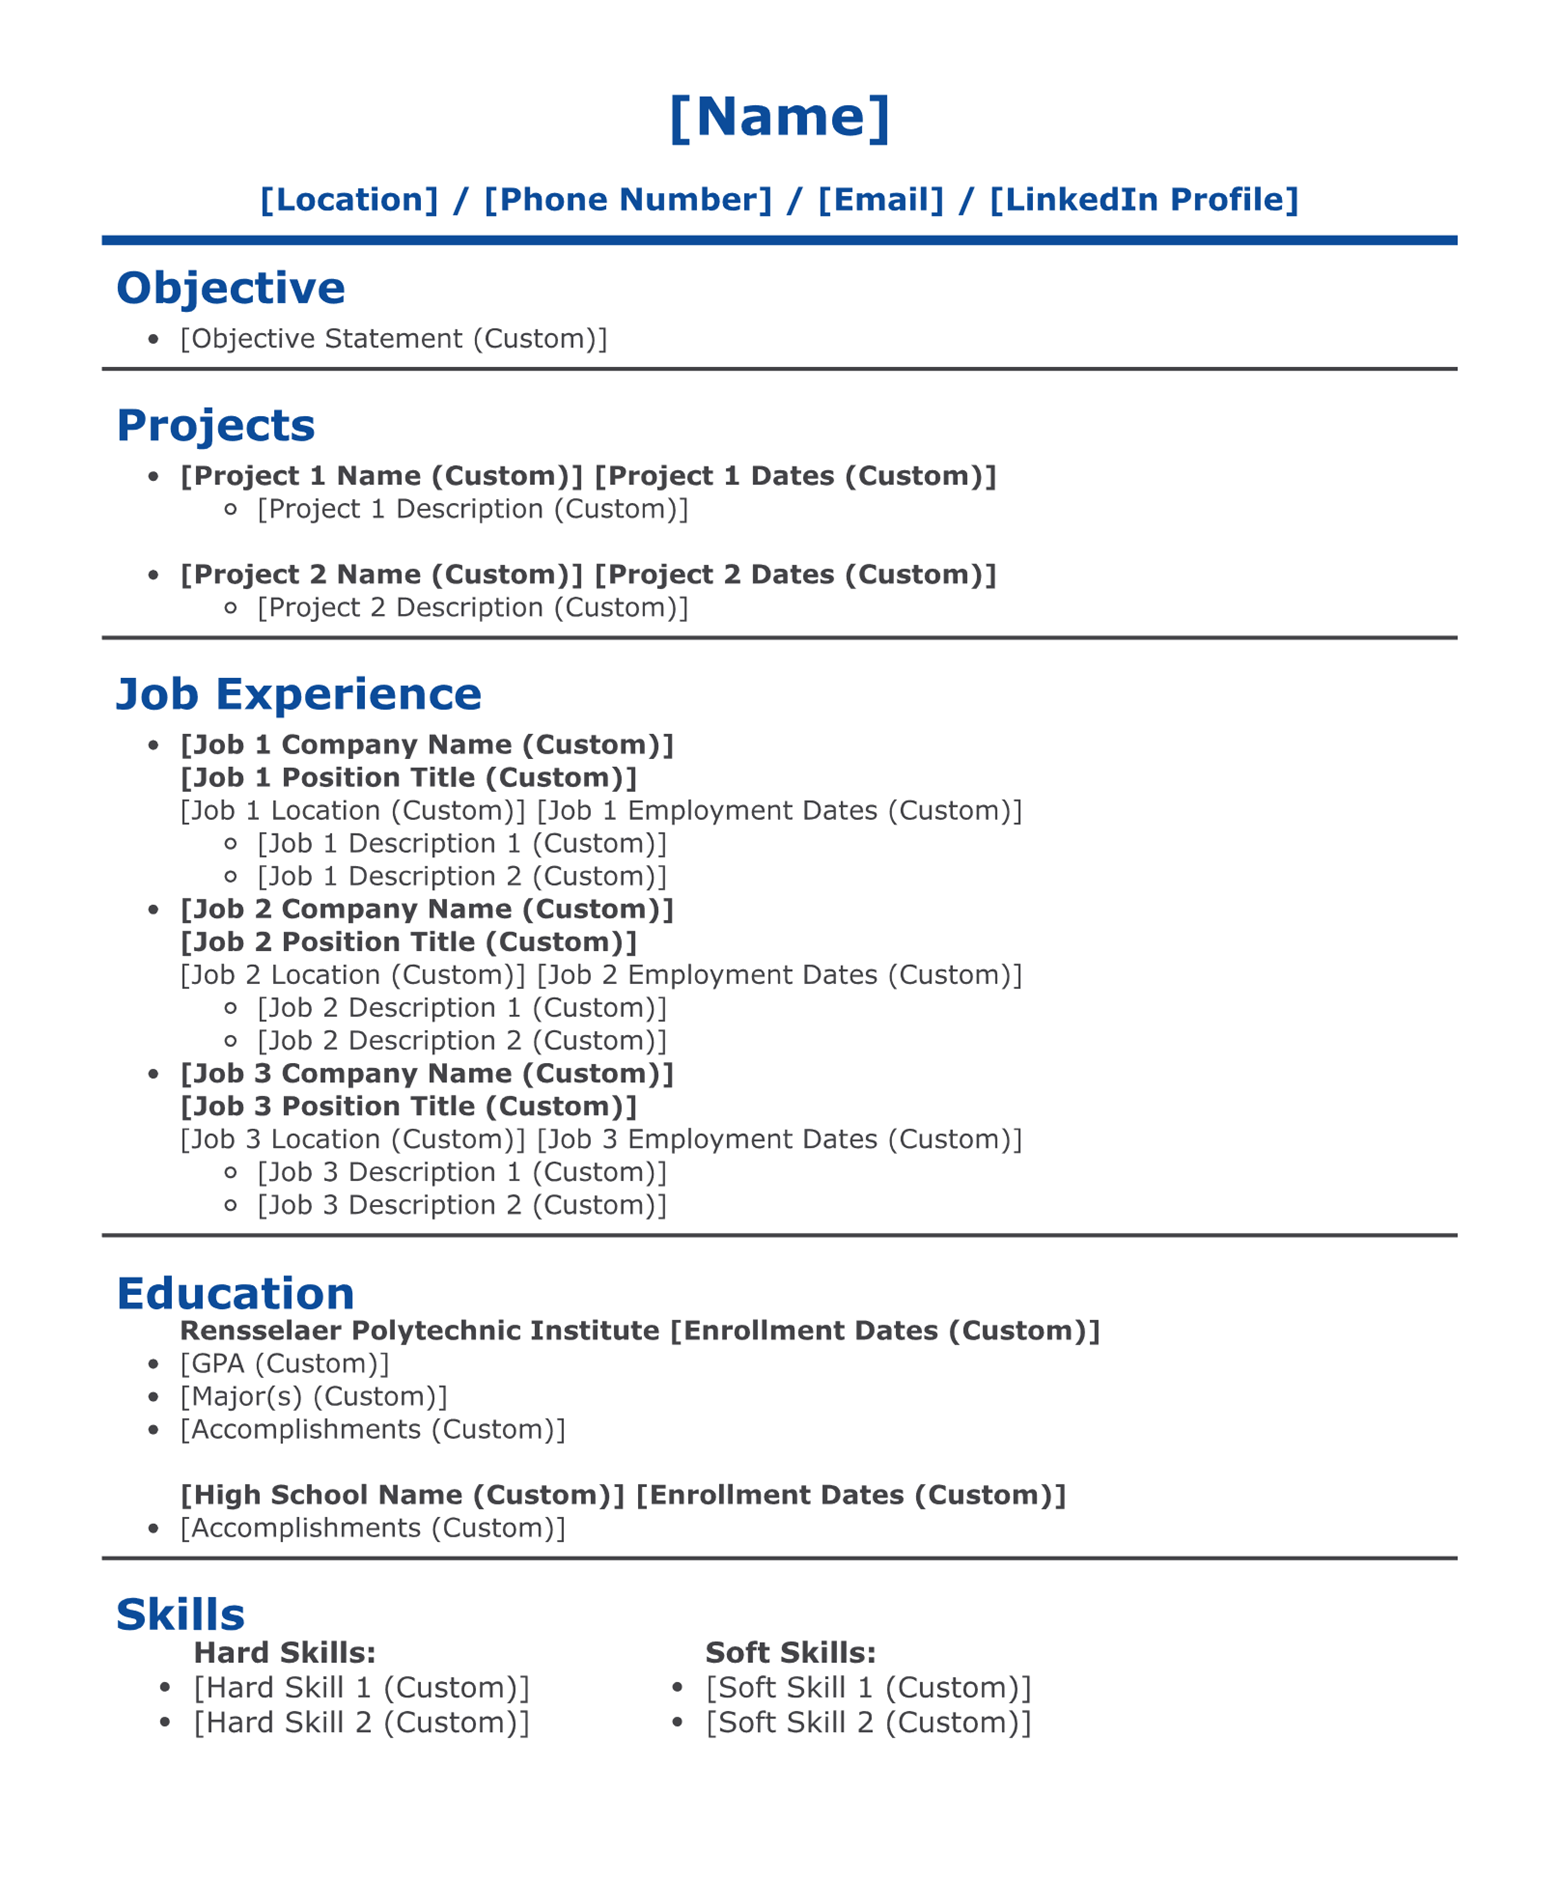 [Name]
[Location] / [Phone Number] / [Email] / [LinkedIn Profile]
Objective
[Objective Statement (Custom)]
Projects
[Project 1 Name (Custom)] [Project 1 Dates (Custom)]
[Project 1 Description (Custom)]
[Project 2 Name (Custom)] [Project 2 Dates (Custom)]
[Project 2 Description (Custom)]
Job Experience
[Job 1 Company Name (Custom)]
[Job 1 Position Title (Custom)]
[Job 1 Location (Custom)] [Job 1 Employment Dates (Custom)]
[Job 1 Description 1 (Custom)]
[Job 1 Description 2 (Custom)]
[Job 2 Company Name (Custom)]
[Job 2 Position Title (Custom)]
[Job 2 Location (Custom)] [Job 2 Employment Dates (Custom)]
[Job 2 Description 1 (Custom)]
[Job 2 Description 2 (Custom)]
[Job 3 Company Name (Custom)]
[Job 3 Position Title (Custom)]
[Job 3 Location (Custom)] [Job 3 Employment Dates (Custom)]
[Job 3 Description 1 (Custom)]
[Job 3 Description 2 (Custom)]
Education
Rensselaer Polytechnic Institute [Enrollment Dates (Custom)]
[GPA (Custom)]
[Major(s) (Custom)]
[Accomplishments (Custom)]
[High School Name (Custom)] [Enrollment Dates (Custom)]
[Accomplishments (Custom)]
Skills
Hard Skills:
[Hard Skill 1 (Custom)]
[Hard Skill 2 (Custom)]
Soft Skills:
[Soft Skill 1 (Custom)]
[Soft Skill 2 (Custom)]